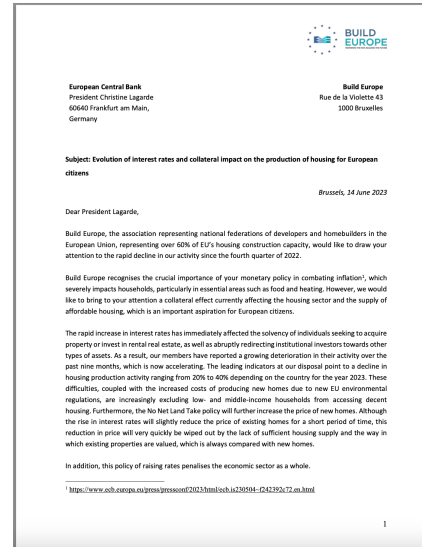 BUILD
EUROPE
European Central Bank
President Christine Lagarde
60640 Frankfurt am Main,
Germany
Build Europe
Rue de la Violette 43
1000 Bruxelles
Subject: Evolution of interest rates and collateral impact on the production of housing for European
citizens
Brussels, 14 June 2023
Dear President Lagarde,
Build Europe, the association representing national federations of developers and homebuilders in the
European Union, representing over 60% of EU's housing construction capacity, would like to draw your
attention to the rapid decline in our activity since the fourth quarter of 2022.
Build Europe recognises the crucial importance of your monetary policy in combating inflation¹, which
severely impacts households, particularly in essential areas such as food and heating. However, we would
like to bring to your attention a collateral effect currently affecting the housing sector and the supply of
affordable housing, which is an important aspiration for European citizens.
The rapid increase in interest rates has immediately affected the solvency of individuals seeking to acquire
property or invest in rental real estate, as well as abruptly redirecting institutional investors towards other
types of assets. As a result, our members have reported a growing deterioration in their activity over the
past nine months, which is now accelerating. The leading indicators at our disposal point to a decline in
housing production activity ranging from 20% to 40% depending on the country for the year 2023. These
difficulties, coupled with the increased costs of producing new homes due to new EU environmental
regulations, are increasingly excluding low- and middle-income households from accessing decent
housing. Furthermore, the No Net Land Take policy will further increase the price of new homes. Although
the rise in interest rates will slightly reduce the price of existing homes for a short period of time, this
reduction in price will very quickly be wiped out by the lack of sufficient housing supply and the way in
which existing properties are valued, which is always compared with new homes.
In addition, this policy of raising rates penalises the economic sector as a whole.
¹ https://www.ecb.europa.eu/press/pressconf/2023/html/ecb.is230504~f242392c72.en.html
1